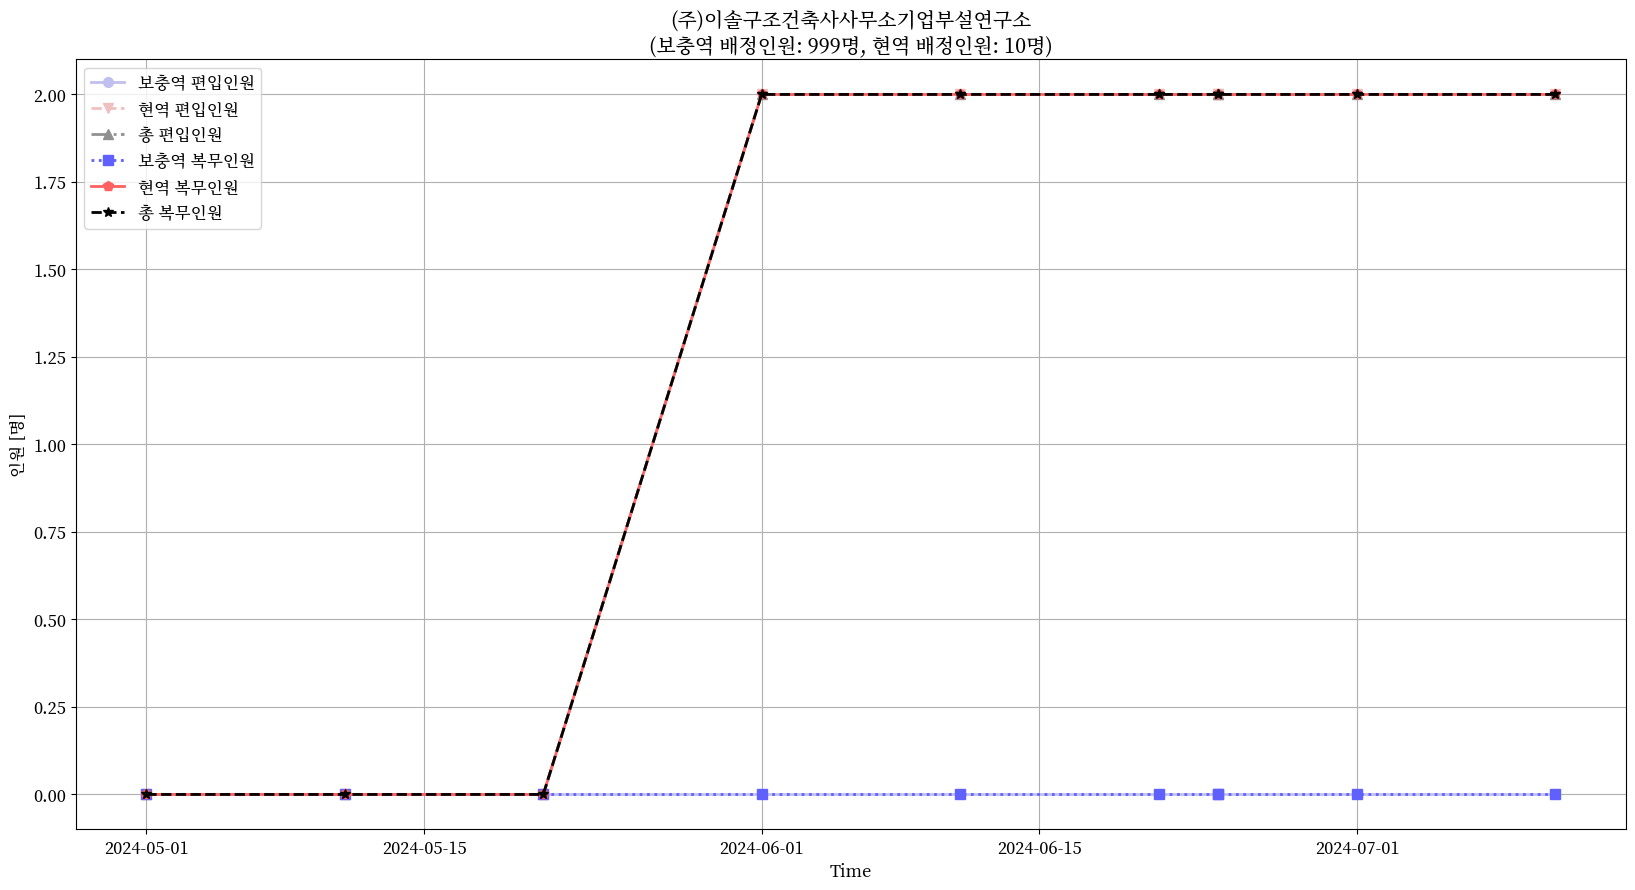 (주)이솔구조건축사사무소기업부설연구소
(보충역 배정인원: 999명, 현역 배정인원: 10명)
보충역 편입인원
현역 편입인원
총 편입인원
보충역 복무인원
현역 복무인원
총 복무인원
2.00
1.75
1.50
1.25
1.00
0.75
0.50
0.25
0.00
인원 [명]
2024-05-01
2024-05-15
2024-06-01
2024-06-15
2024-07-01
Time